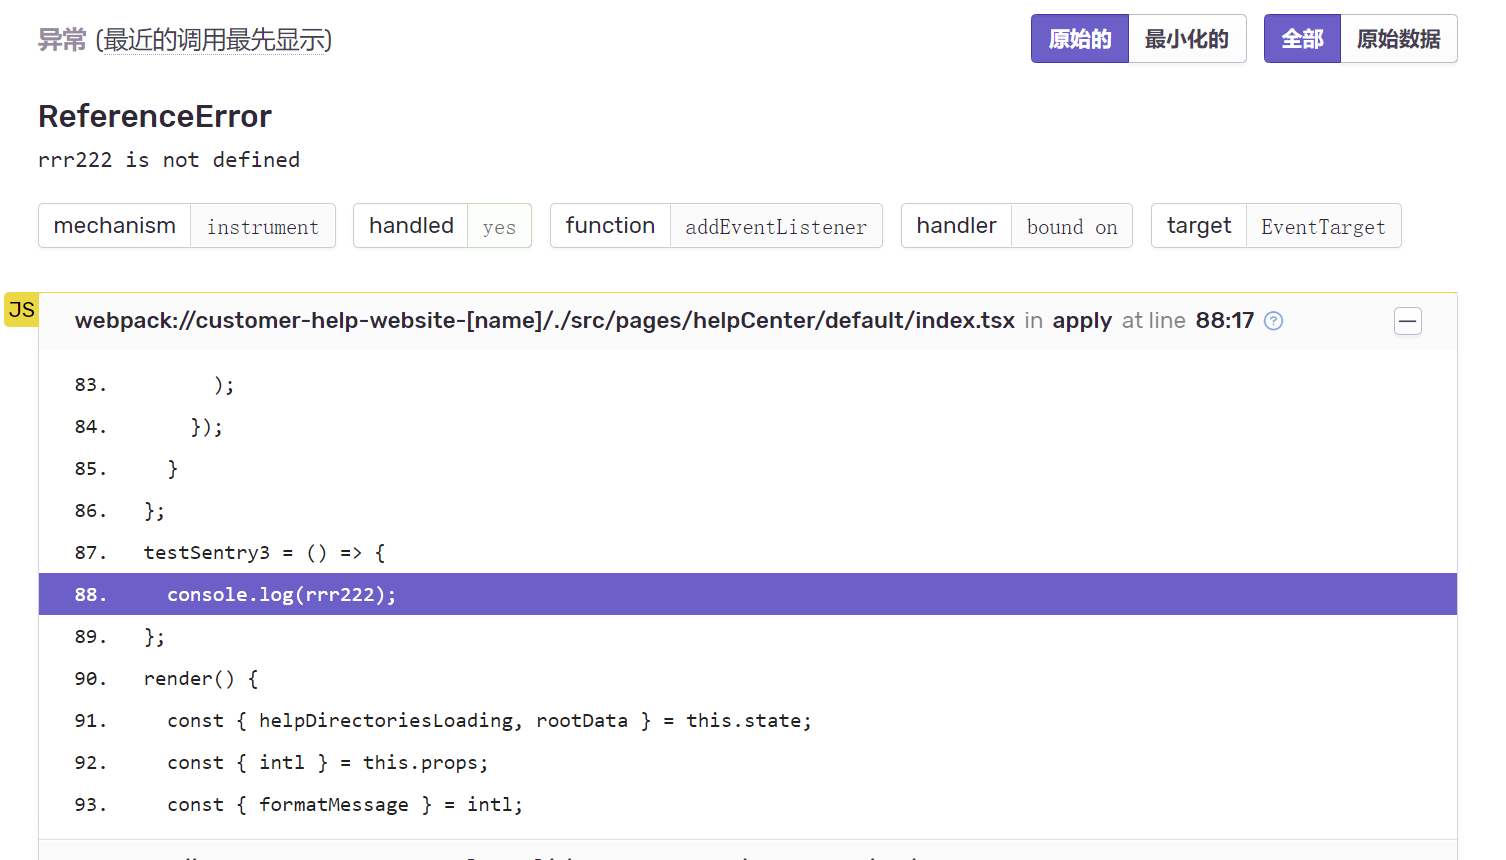 异常 (最近的调用最先显示)
原始的 最小化的 全部 原始数据
ReferenceError
rrr222 is not defined
mechanism instrument handled yes function addEventListener handler bound on target EventTarget
JS
webpack://customer-help-website-[name]/./src/pages/helpCenter/default/index.tsx in apply at line 88:17 ?
83. );
84. });
85. }
86. };
87. testSentry3 = () => {
88. console.log(rrr222);
89. };
90. render() {
91. const { helpDirectoriesLoading, rootData } = this.state;
92. const { intl } = this.props;
93. const { formatMessage } = intl;